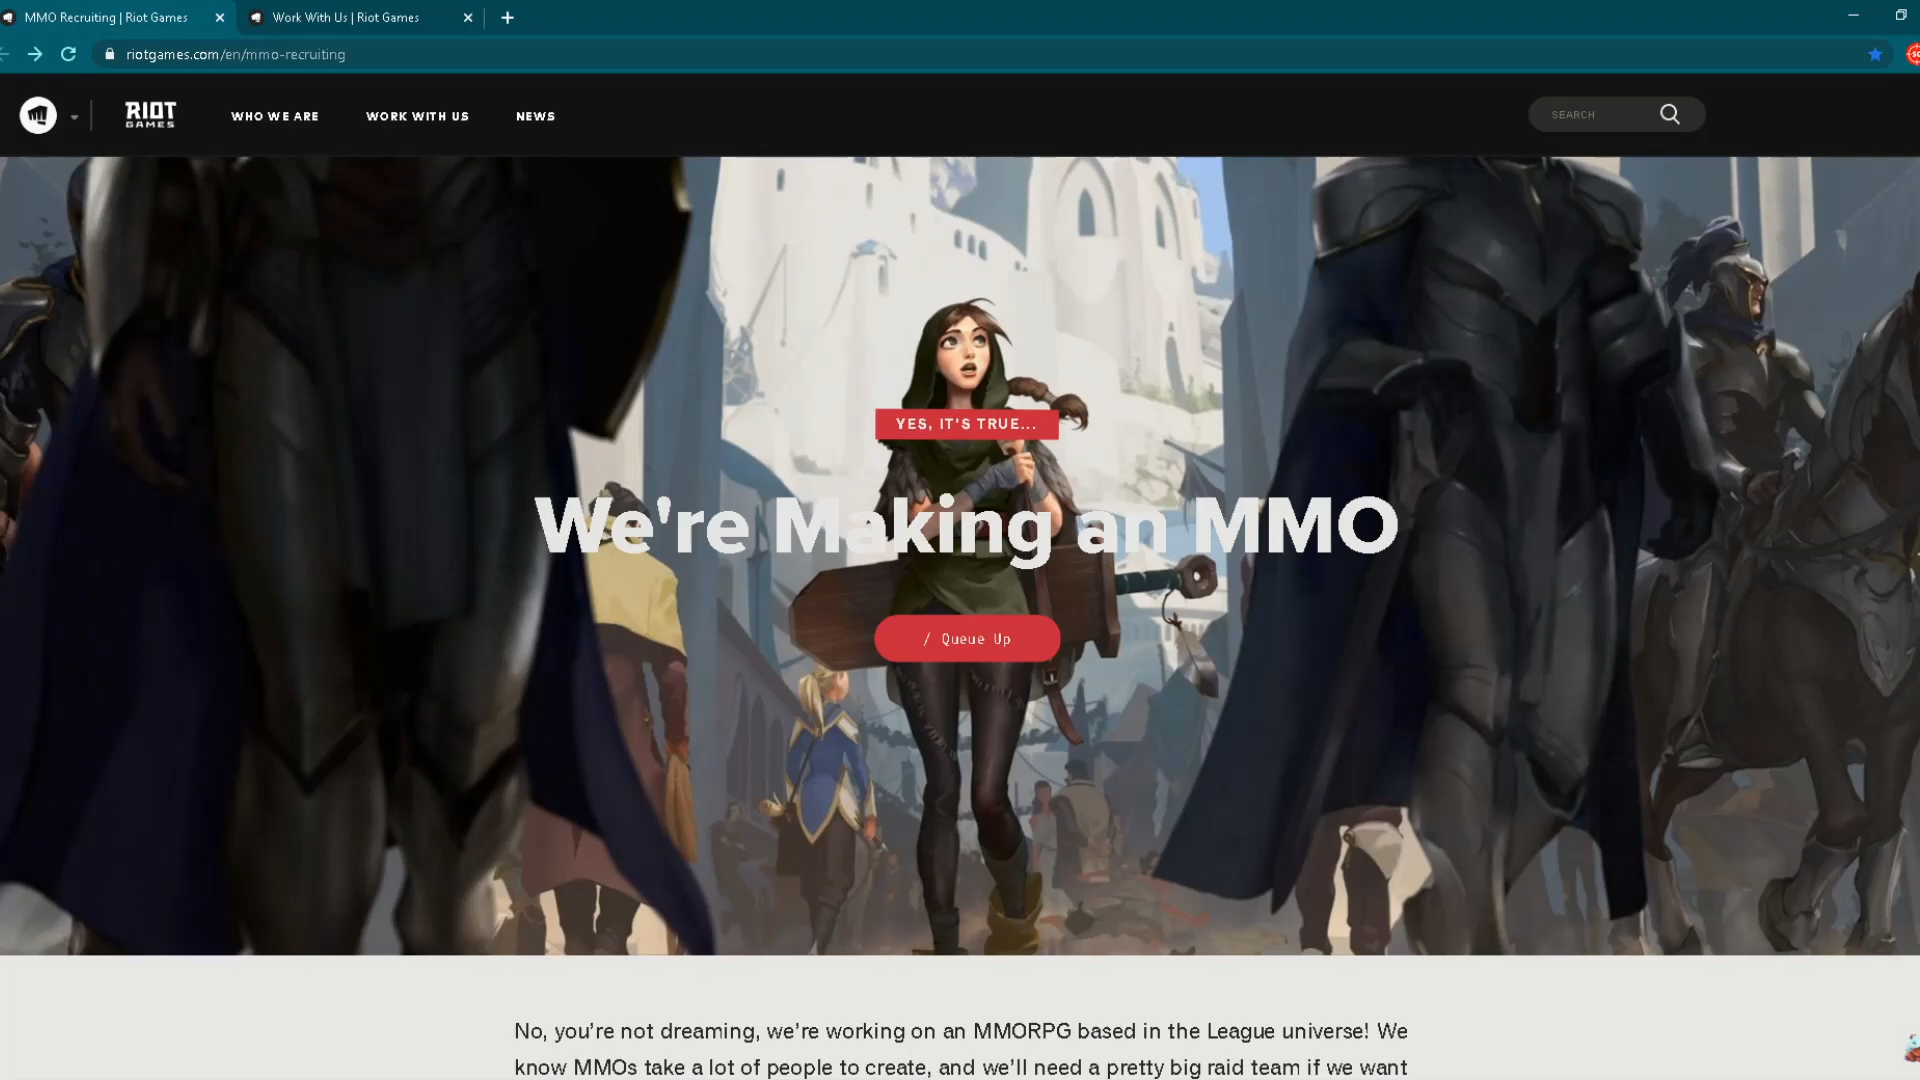 MMO Recruiting | Riot Games
Work With Us | Riot Games
riotgames.com/en/mmo-recruiting
RIOT
GAMES
WHO WE ARE
WORK WITH US
NEWS
SEARCH
YES, IT'S TRUE...
We're Making an MMO
/ Queue Up
No, you’re not dreaming, we’re working on an MMORPG based in the League universe! We
know MMOs take a lot of people to create, and we’ll need a pretty big raid team if we want